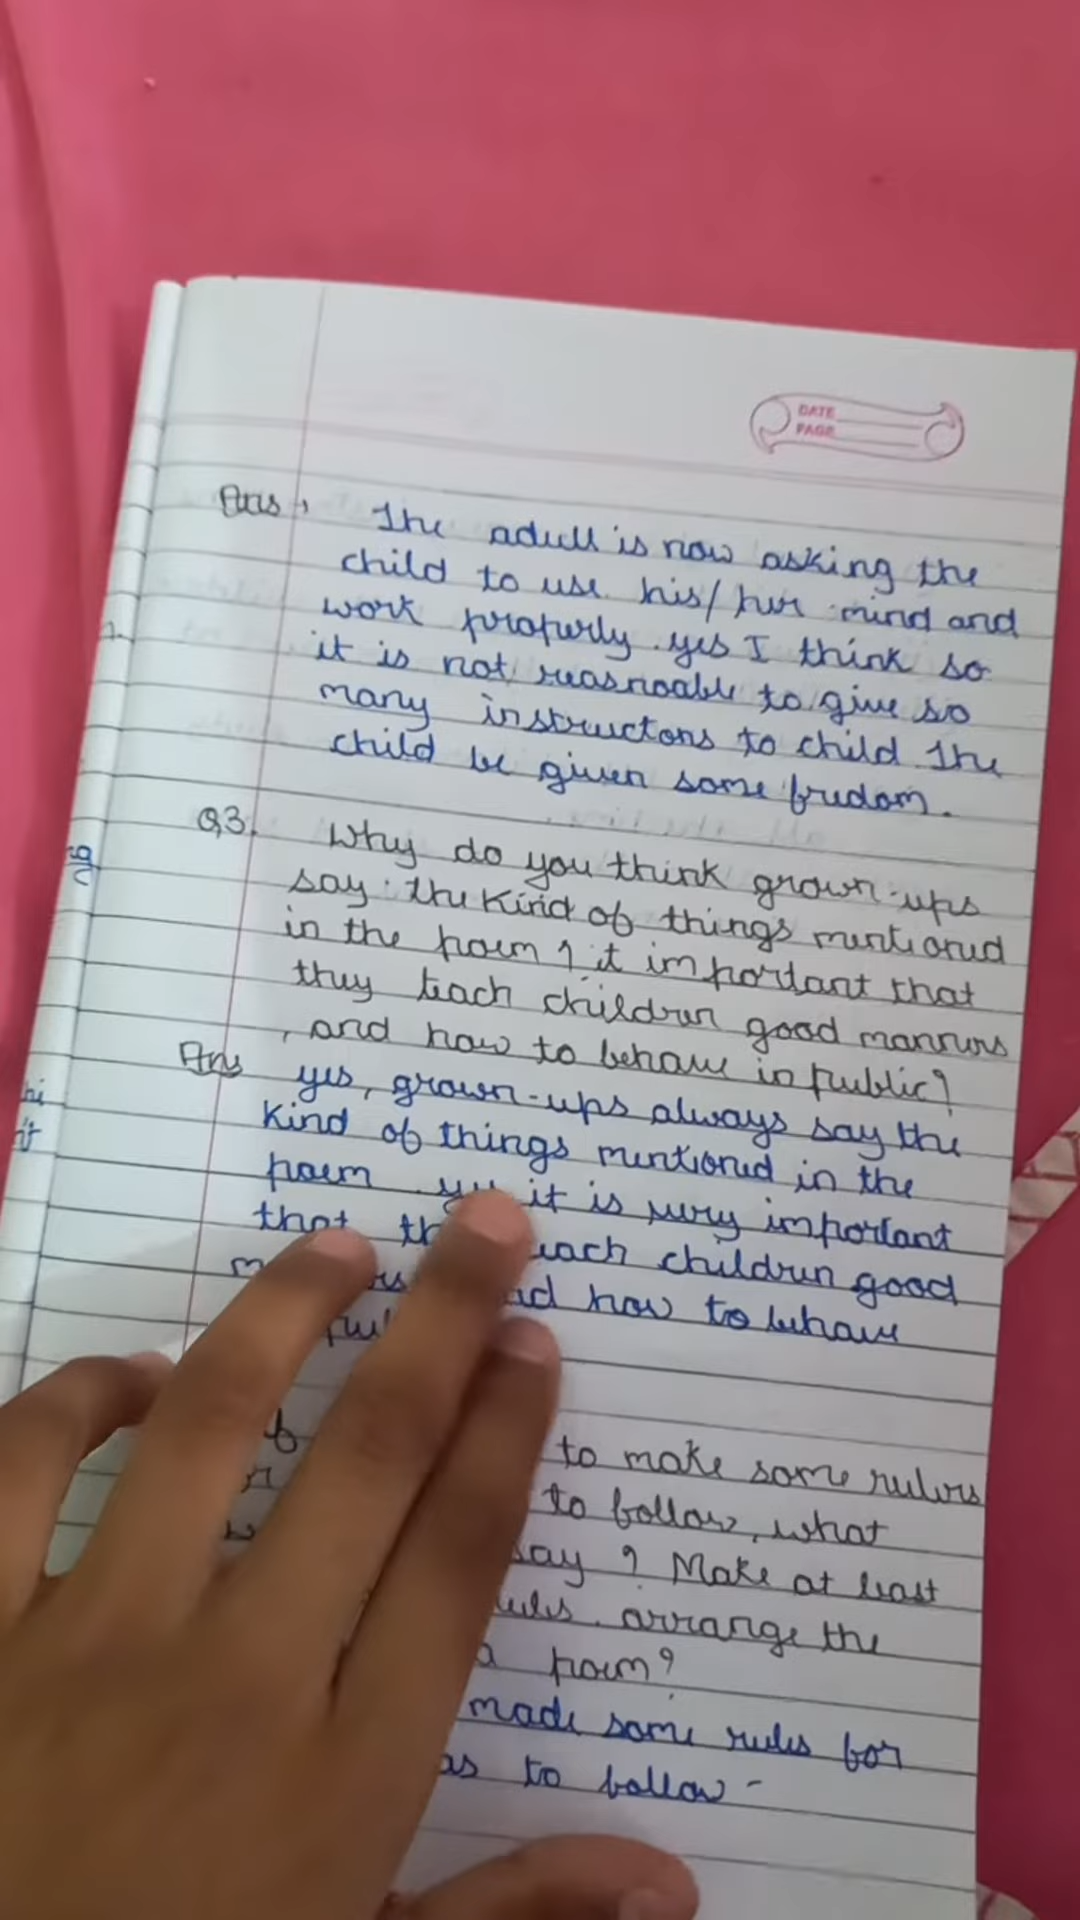 DATE
PAGE
Ans →
The adult is now asking the
child to use his/her mind and
work properly. yes I think so
it is not reasnoable to give so
many instructons to child The
child be given some fredom.
Q3. Why do you think grown-ups
say the kind of things mentioned
in the poem ? it important that
they teach children good manners
, and how to behave in public?
Ans yes, grown-ups always say the
kind of things mentioned in the
poem it is very important
that children good
how to behave
to make some rulers
to follow, what
say ? Make at least
arrange the
a poem?
made some rules for
as to follow -